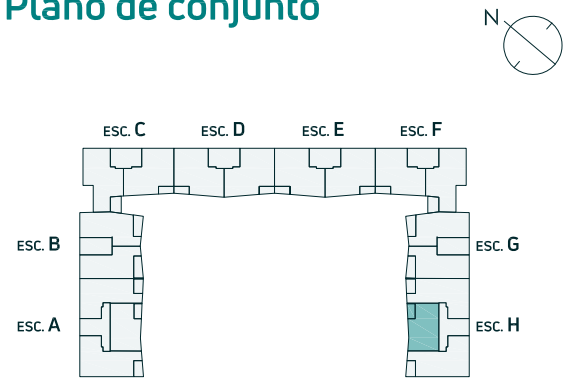 Plano de conjunto
N
ESC. C ESC. D ESC. E ESC. F
ESC. B ESC. G
ESC. A ESC. H